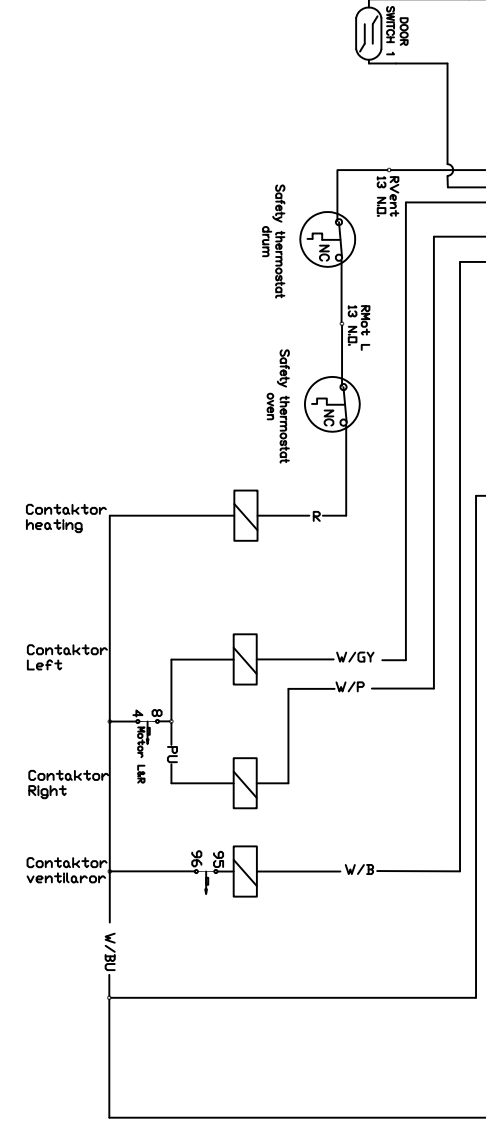 DOOR
SWITCH 1
RVent
13 N.O.
Safety thermostat
drum
NC
RMot L
13 N.O.
Safety thermostat
oven
NC
Contaktor
heating
R
Contaktor
Left
W/GY
W/P
4 8
Motor L&R
PU
Contaktor
Right
Contaktor
ventilaror
96 95
W/B
W/BU